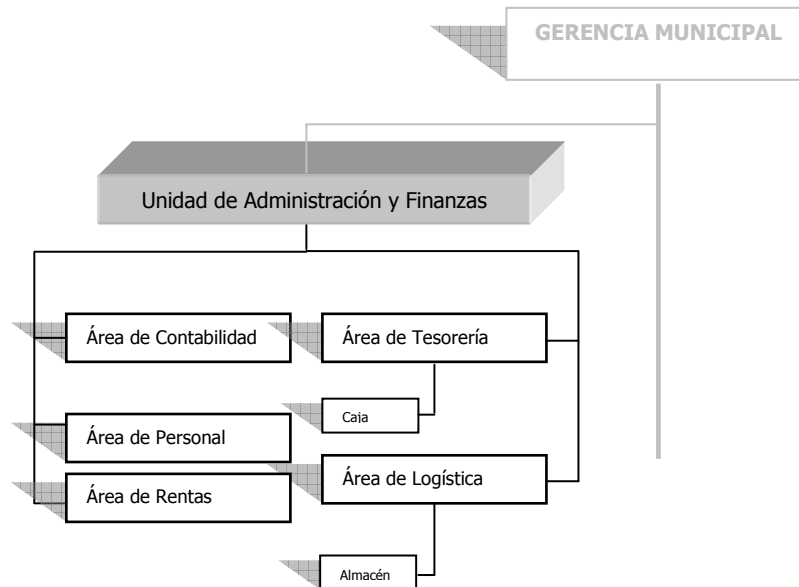 GERENCIA MUNICIPAL
Unidad de Administración y Finanzas
Área de Contabilidad
Área de Tesorería
Caja
Área de Personal
Área de Logística
Área de Rentas
Almacén